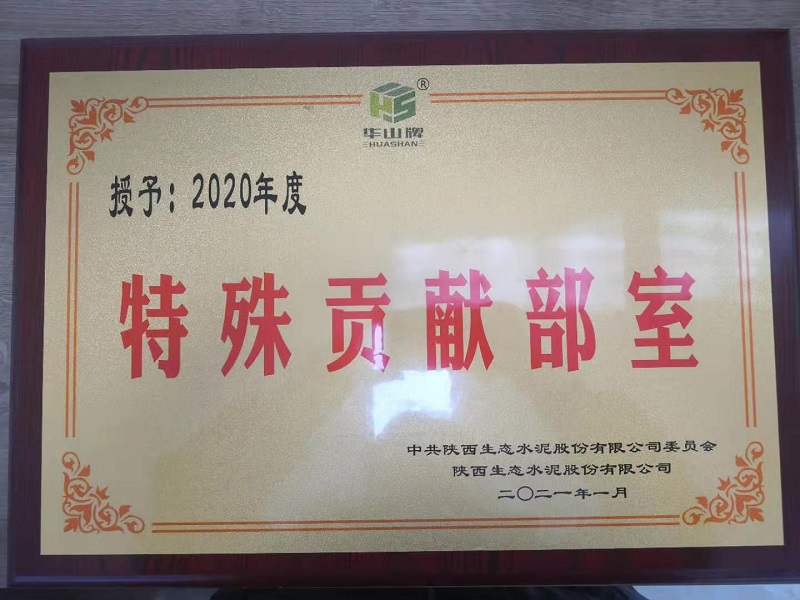 HS®
华山牌
HUASHAN
授予：2020年度
特殊贡献部室
中共陕西生态水泥股份有限公司委员会
陕西生态水泥股份有限公司
二〇二一年一月